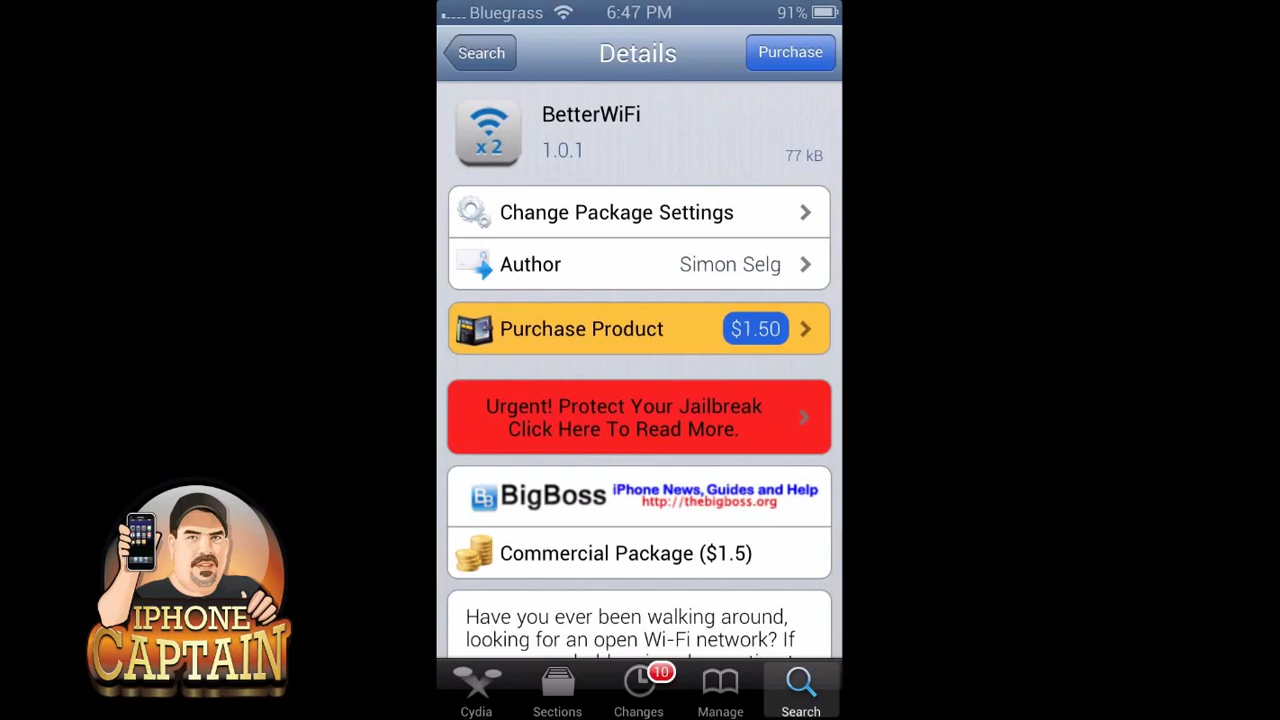 ..... Bluegrass 6:47 PM 91%
Search Details Purchase
BetterWiFi
x 2
1.0.1
77 kB
Change Package Settings
Author Simon Selg
Purchase Product $1.50
Urgent! Protect Your Jailbreak
Click Here To Read More.
BB BigBoss iPhone News, Guides and Help
http://thebigboss.org
Commercial Package ($1.5)
Have you ever been walking around,
looking for an open Wi-Fi network? If
10
Cydia Sections Changes Manage Search
IPHONE
CAPTAIN